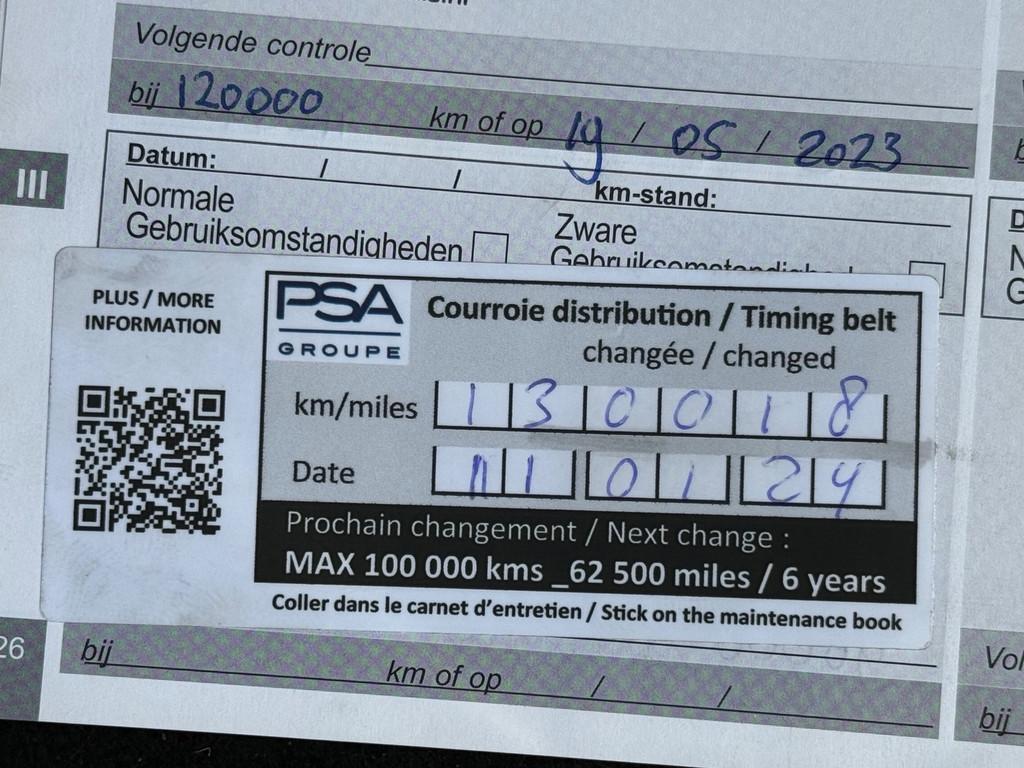 Volgende controle
bij 120000 km of op 19 / 05 / 2023
III
Datum: / / km-stand:
Normale Zware
Gebruiksomstandigheden Gebruiksomstandigheden
PLUS / MORE
INFORMATION
PSA
GROUPE
Courroie distribution / Timing belt
changée / changed
km/miles 1 3 0 0 1 8
Date 1 1 0 1 2 4
Prochain changement / Next change :
MAX 100 000 kms _62 500 miles / 6 years
Coller dans le carnet d'entretien / Stick on the maintenance book
26
bij km of op / /
bij